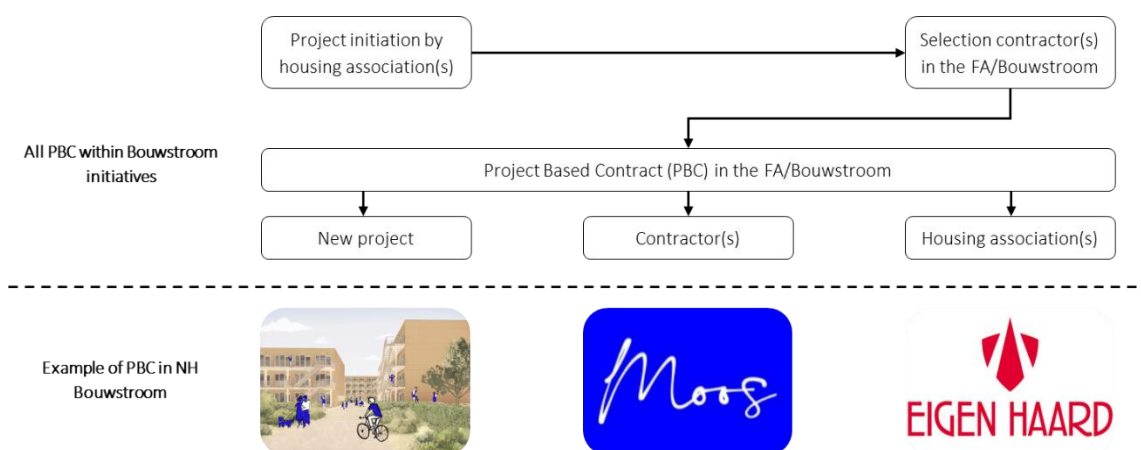 Project initiation by
housing association(s)
Selection contractor(s)
in the FA/Bouwstroom
All PBC within Bouwstroom
initiatives
Project Based Contract (PBC) in the FA/Bouwstroom
New project
Contractor(s)
Housing association(s)
Example of PBC in NH
Bouwstroom
Moos
EIGEN HAARD